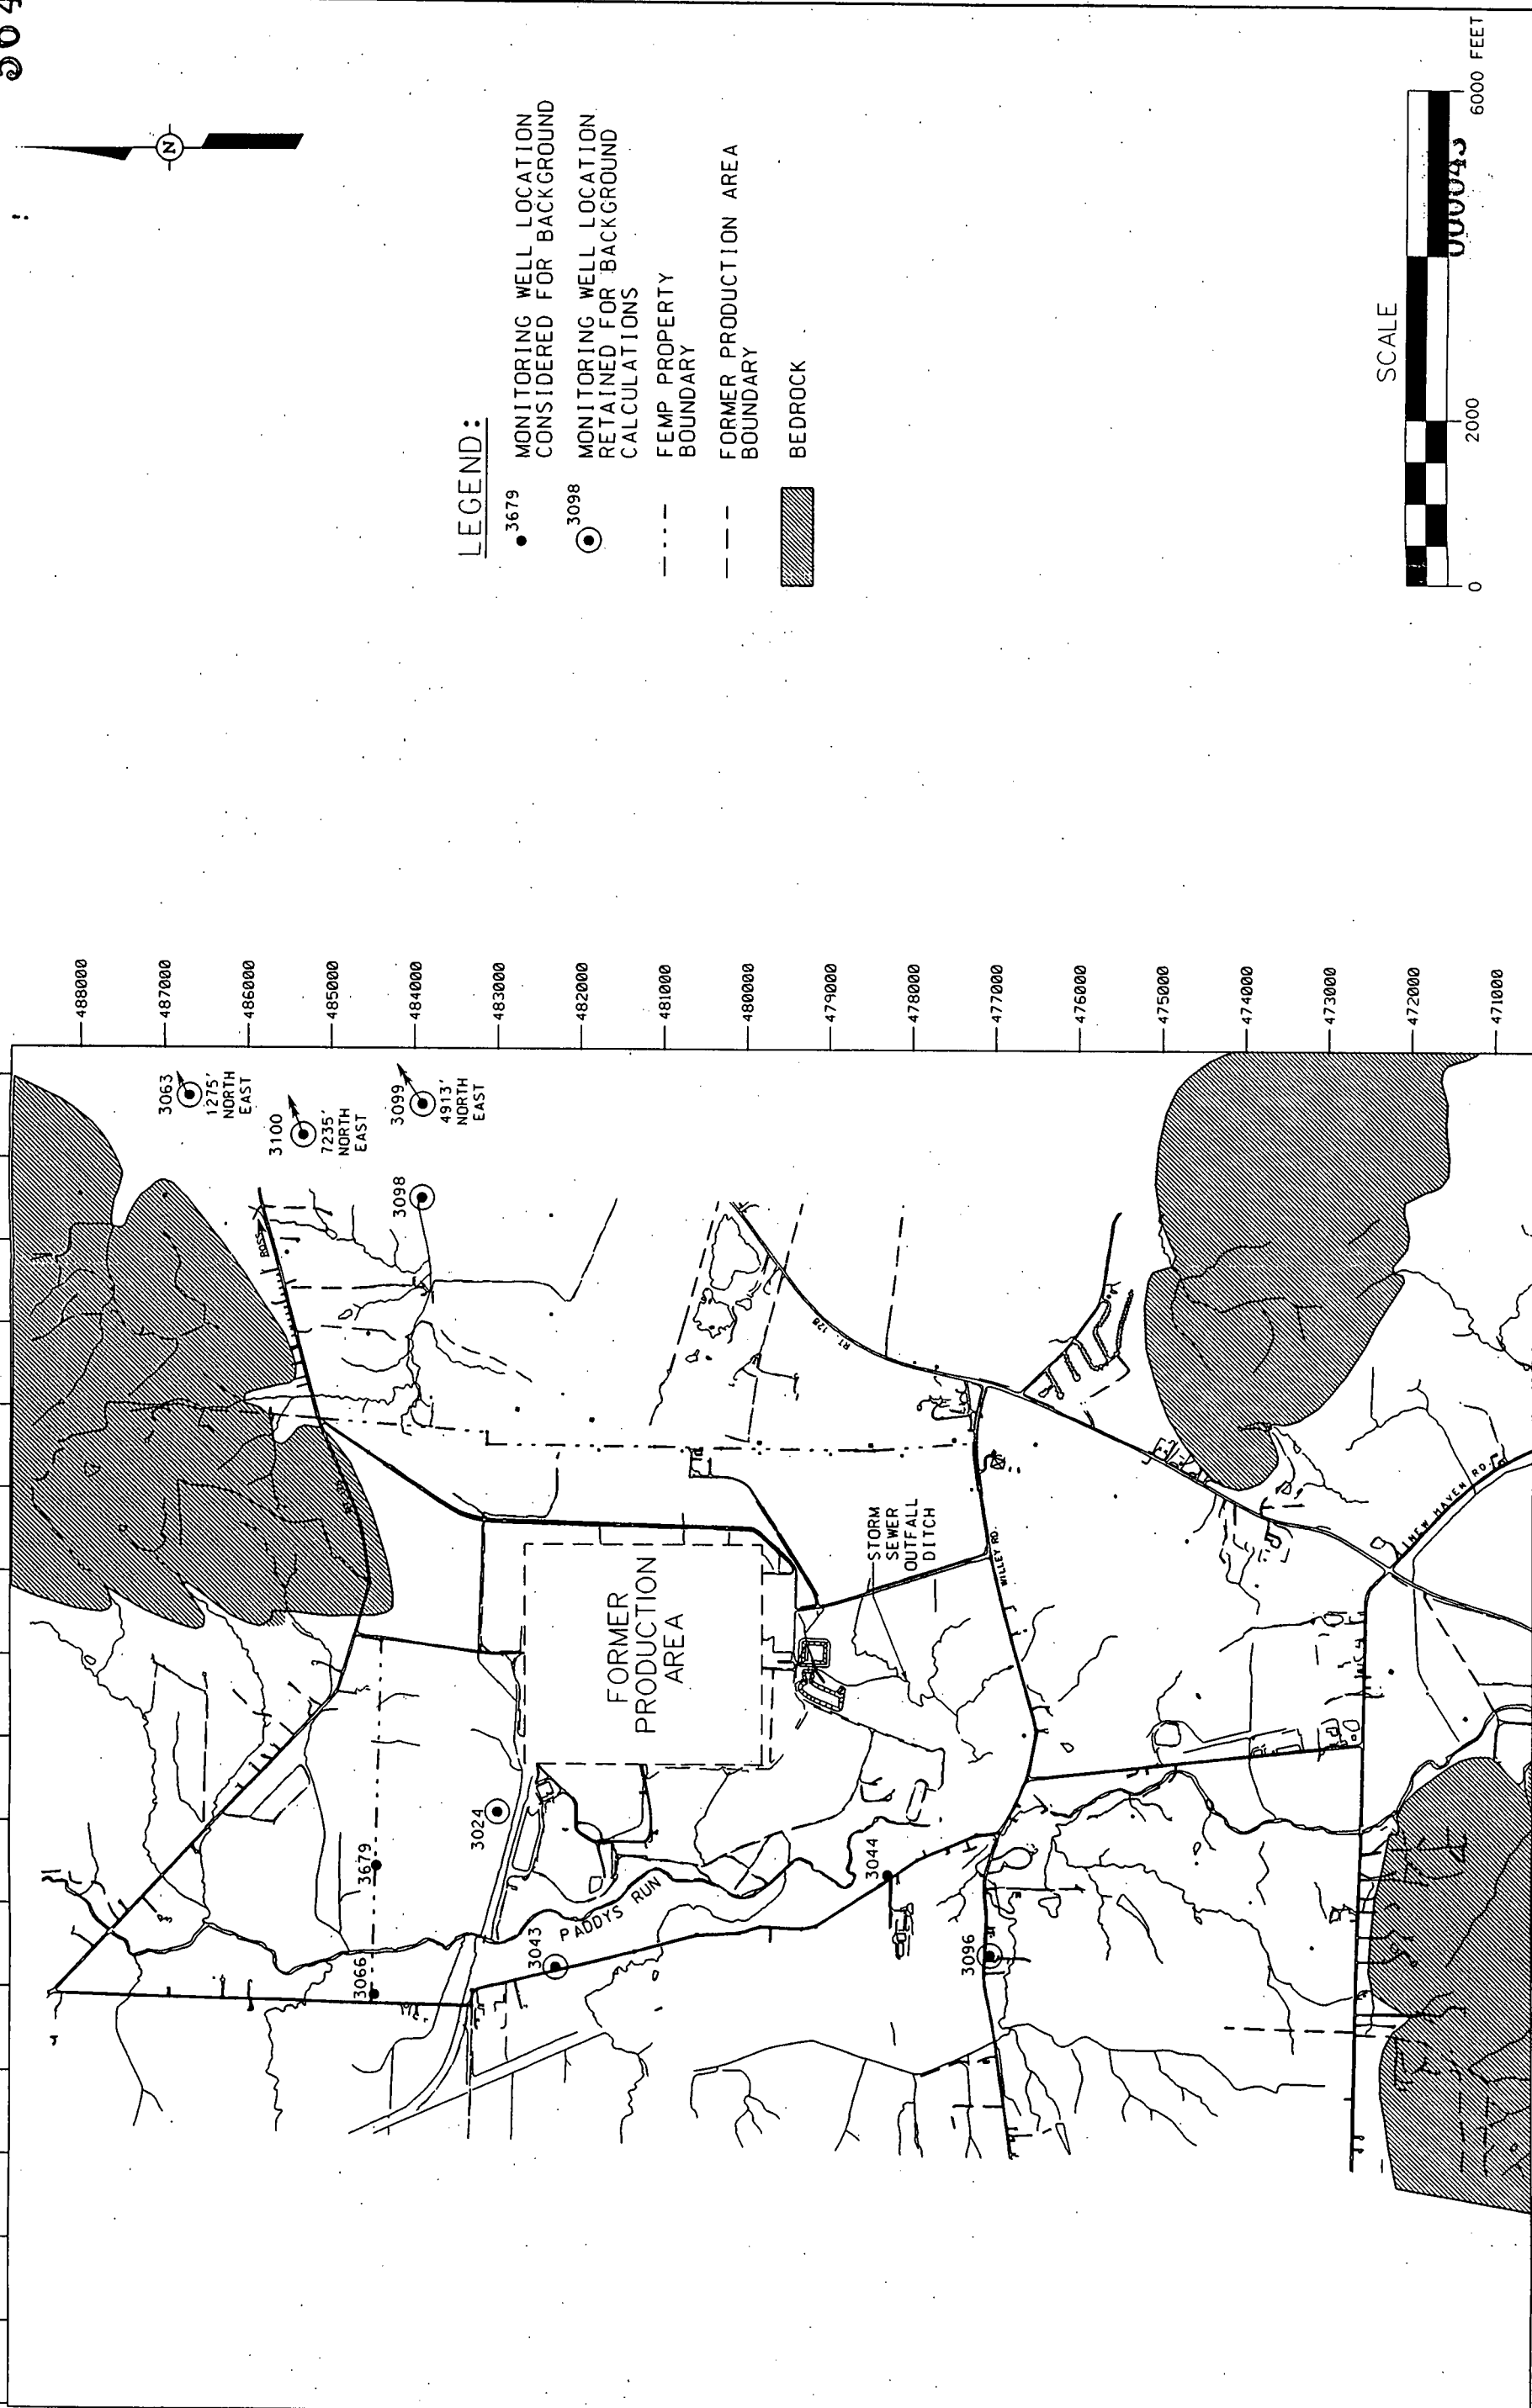 N
LEGEND:
3679
MONITORING WELL LOCATION
CONSIDERED FOR BACKGROUND
3098
MONITORING WELL LOCATION
RETAINED FOR BACKGROUND
CALCULATIONS
FEMP PROPERTY
BOUNDARY
FORMER PRODUCTION AREA
BOUNDARY
BEDROCK
SCALE
0
2000
6000 FEET
000043
488000
487000
486000
485000
484000
483000
482000
481000
480000
479000
478000
477000
476000
475000
474000
473000
472000
471000
3063
1275'
NORTH
EAST
3100
7235'
NORTH
EAST
3099
4913'
NORTH
EAST
3098
ROSS
RT. 128
FORMER
PRODUCTION
AREA
STORM
SEWER
OUTFALL
DITCH
WILLEY RD.
NEW HAVEN RD.
3024
3679
3066
3043
PADDYS RUN
3044
3096